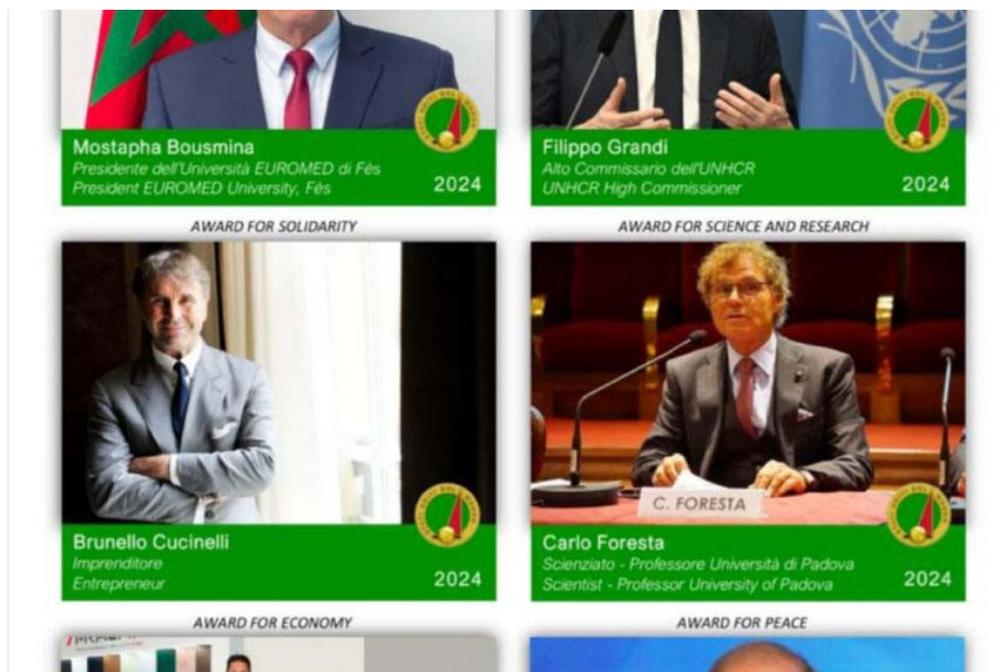 Mostapha Bousmina
Presidente dell'Università EUROMED di Fès
President EUROMED University, Fès
2024
Filippo Grandi
Alto Commissario dell'UNHCR
UNHCR High Commissioner
2024
AWARD FOR SOLIDARITY
AWARD FOR SCIENCE AND RESEARCH
Brunello Cucinelli
Imprenditore
Entrepreneur
2024
C. FORESTA
Carlo Foresta
Scienziato - Professore Università di Padova
Scientist - Professor University of Padova
2024
AWARD FOR ECONOMY
AWARD FOR PEACE